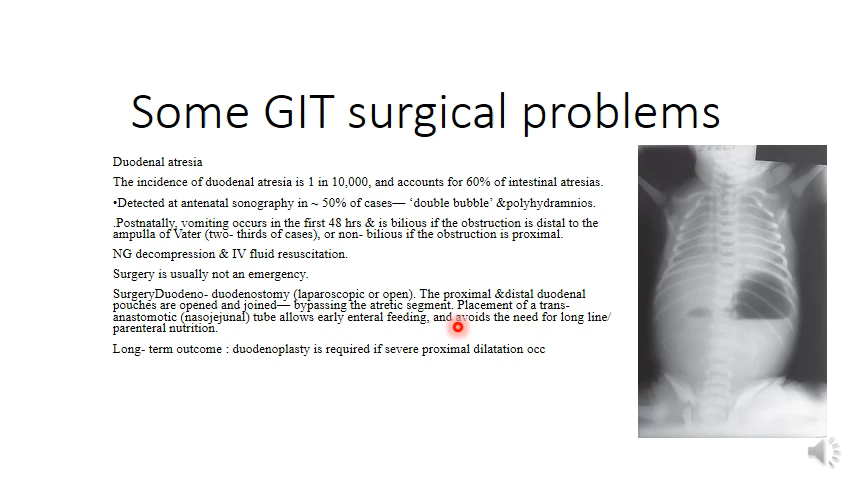 Some GIT surgical problems
Duodenal atresia
The incidence of duodenal atresia is 1 in 10,000, and accounts for 60% of intestinal atresias.
•Detected at antenatal sonography in ~ 50% of cases— ‘double bubble’ &polyhydramnios.
.Postnatally, vomiting occurs in the first 48 hrs & is bilious if the obstruction is distal to the
ampulla of Vater (two- thirds of cases), or non- bilious if the obstruction is proximal.
NG decompression & IV fluid resuscitation.
Surgery is usually not an emergency.
SurgeryDuodeno- duodenostomy (laparoscopic or open). The proximal &distal duodenal
pouches are opened and joined— bypassing the atretic segment. Placement of a trans-
anastomotic (nasojejunal) tube allows early enteral feeding, and avoids the need for long line/
parenteral nutrition.
Long- term outcome : duodenoplasty is required if severe proximal dilatation occ